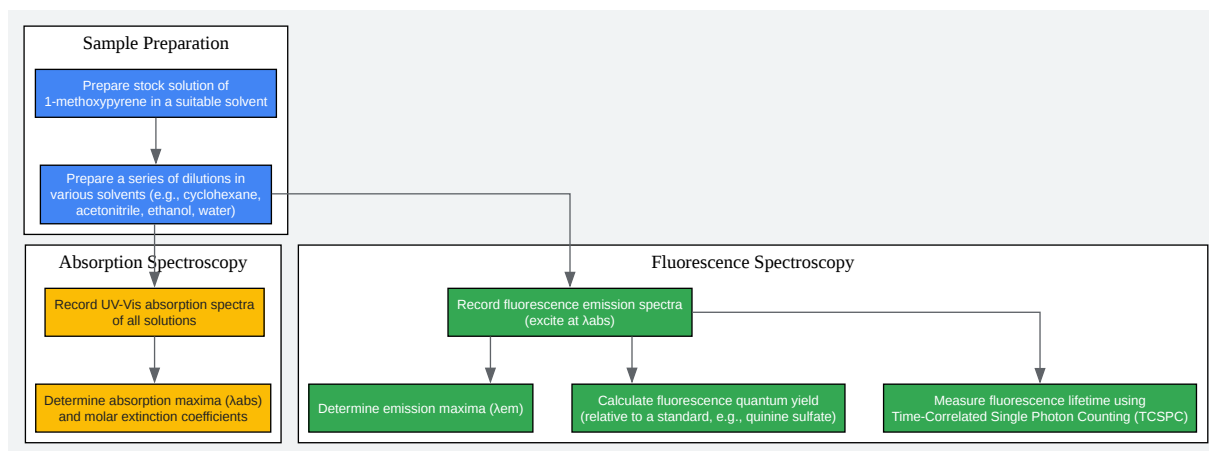 Sample Preparation
Prepare stock solution of
1-methoxypyrene in a suitable solvent
Prepare a series of dilutions in
various solvents (e.g., cyclohexane,
acetonitrile, ethanol, water)
Absorption Spectroscopy
Record UV-Vis absorption spectra
of all solutions
Determine absorption maxima (λabs)
and molar extinction coefficients
Fluorescence Spectroscopy
Record fluorescence emission spectra
(excite at λabs)
Determine emission maxima (λem)
Calculate fluorescence quantum yield
(relative to a standard, e.g., quinine sulfate)
Measure fluorescence lifetime using
Time-Correlated Single Photon Counting (TCSPC)